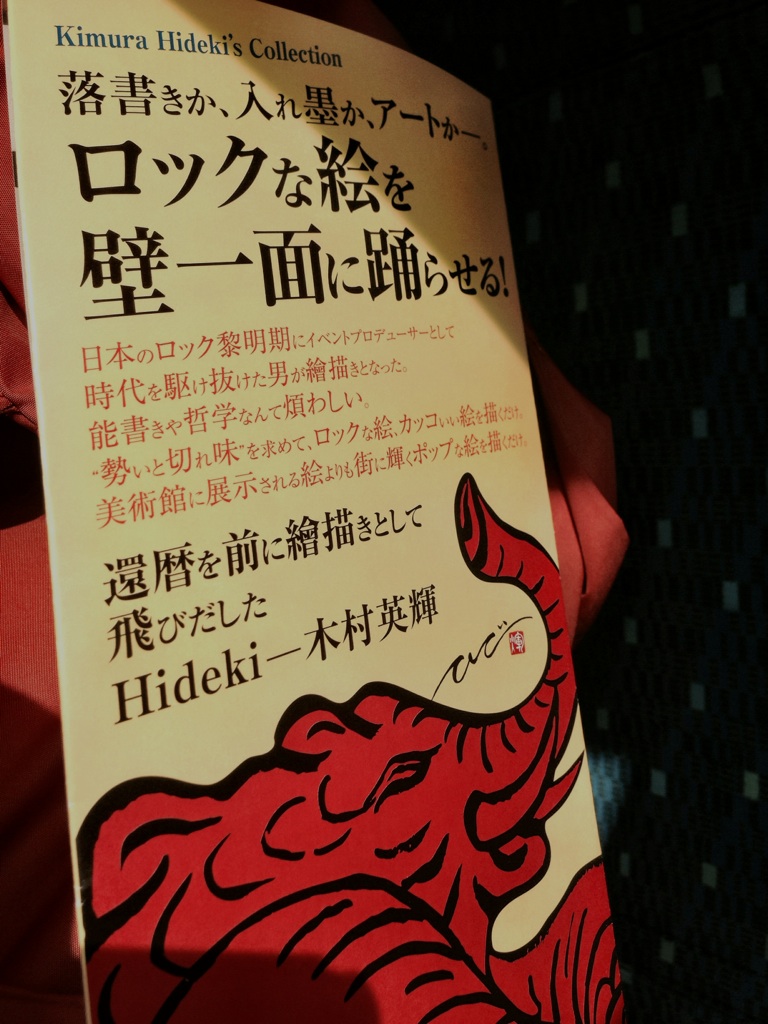 Kimura Hideki's Collection
落書きか、入れ墨か、アートか―。
ロックな絵を
壁一面に踊らせる!
日本のロック黎明期にイベントプロデューサーとして
時代を駆け抜けた男が繪描きとなった。
能書きや哲学なんて煩わしい。
“勢いと切れ味”を求めて、ロックな絵、カッコいい絵を描くだけ。
美術館に展示される絵よりも街に輝くポップな絵を描くだけ。
還暦を前に繪描きとして
飛びだした
Hideki―木村英輝